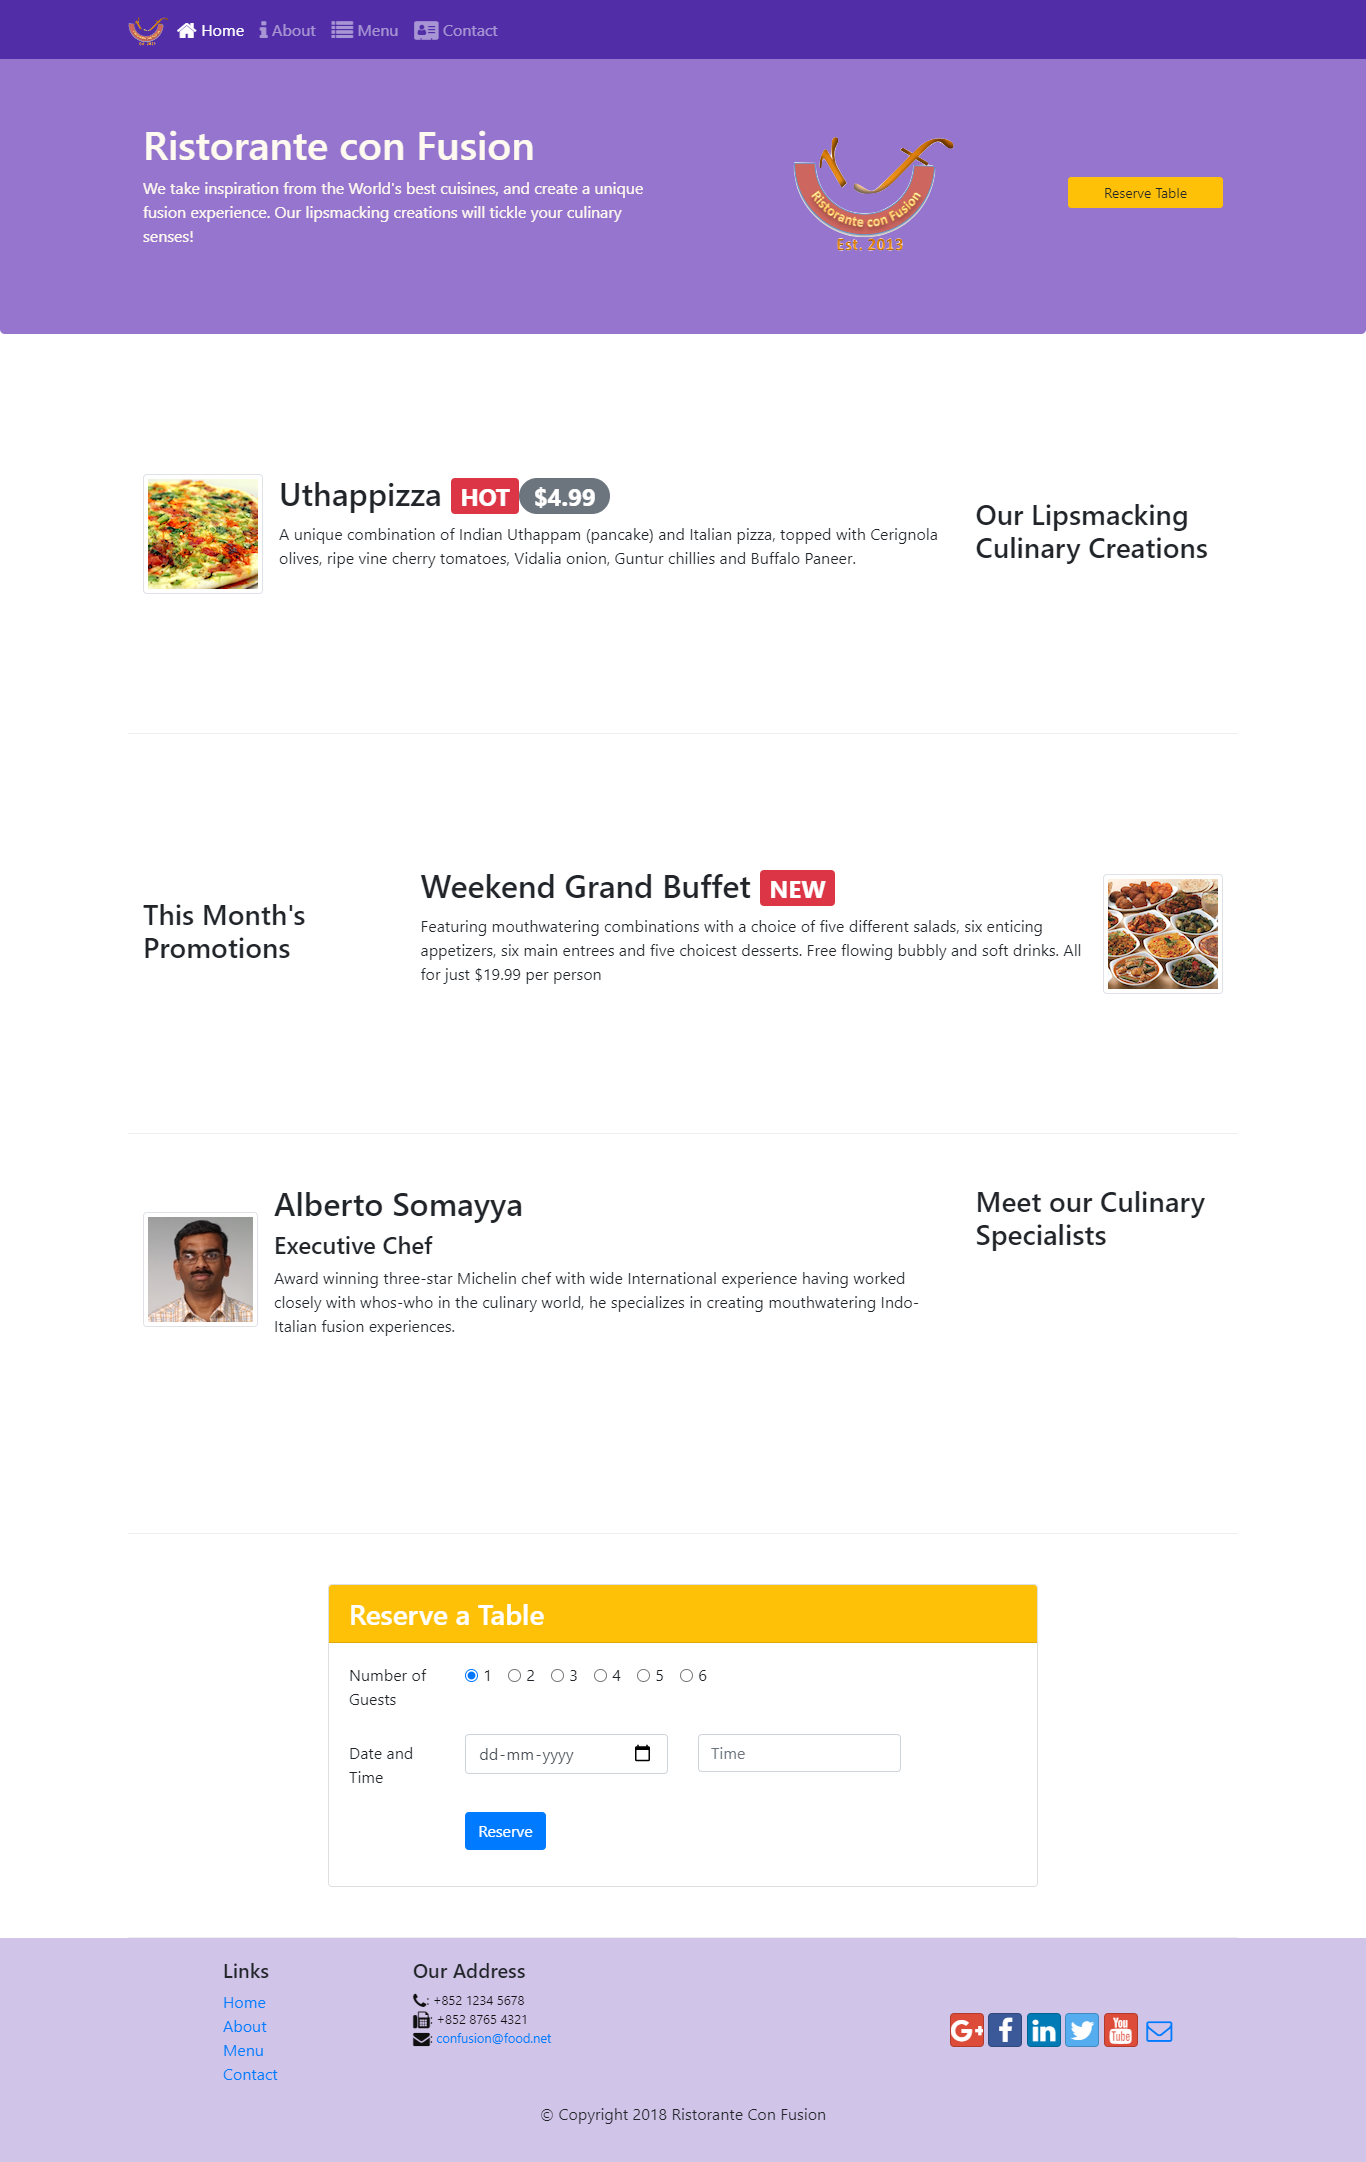 Home About Menu Contact
Ristorante con Fusion
We take inspiration from the World's best cuisines, and create a unique
fusion experience. Our lipsmacking creations will tickle your culinary
senses!
Ristorante con Fusion
Est. 2013
Reserve Table
Uthappizza HOT $4.99
A unique combination of Indian Uthappam (pancake) and Italian pizza, topped with Cerignola
olives, ripe vine cherry tomatoes, Vidalia onion, Guntur chillies and Buffalo Paneer.
Our Lipsmacking
Culinary Creations
This Month's
Promotions
Weekend Grand Buffet NEW
Featuring mouthwatering combinations with a choice of five different salads, six enticing
appetizers, six main entrees and five choicest desserts. Free flowing bubbly and soft drinks. All
for just $19.99 per person
Alberto Somayya
Executive Chef
Award winning three-star Michelin chef with wide International experience having worked
closely with whos-who in the culinary world, he specializes in creating mouthwatering Indo-
Italian fusion experiences.
Meet our Culinary
Specialists
Reserve a Table
Number of
Guests
1 2 3 4 5 6
Date and
Time
dd-mm-yyyy
Time
Reserve
Links
Home
About
Menu
Contact
Our Address
: +852 1234 5678
: +852 8765 4321
: confusion@food.net
G+ f in You Tube
© Copyright 2018 Ristorante Con Fusion